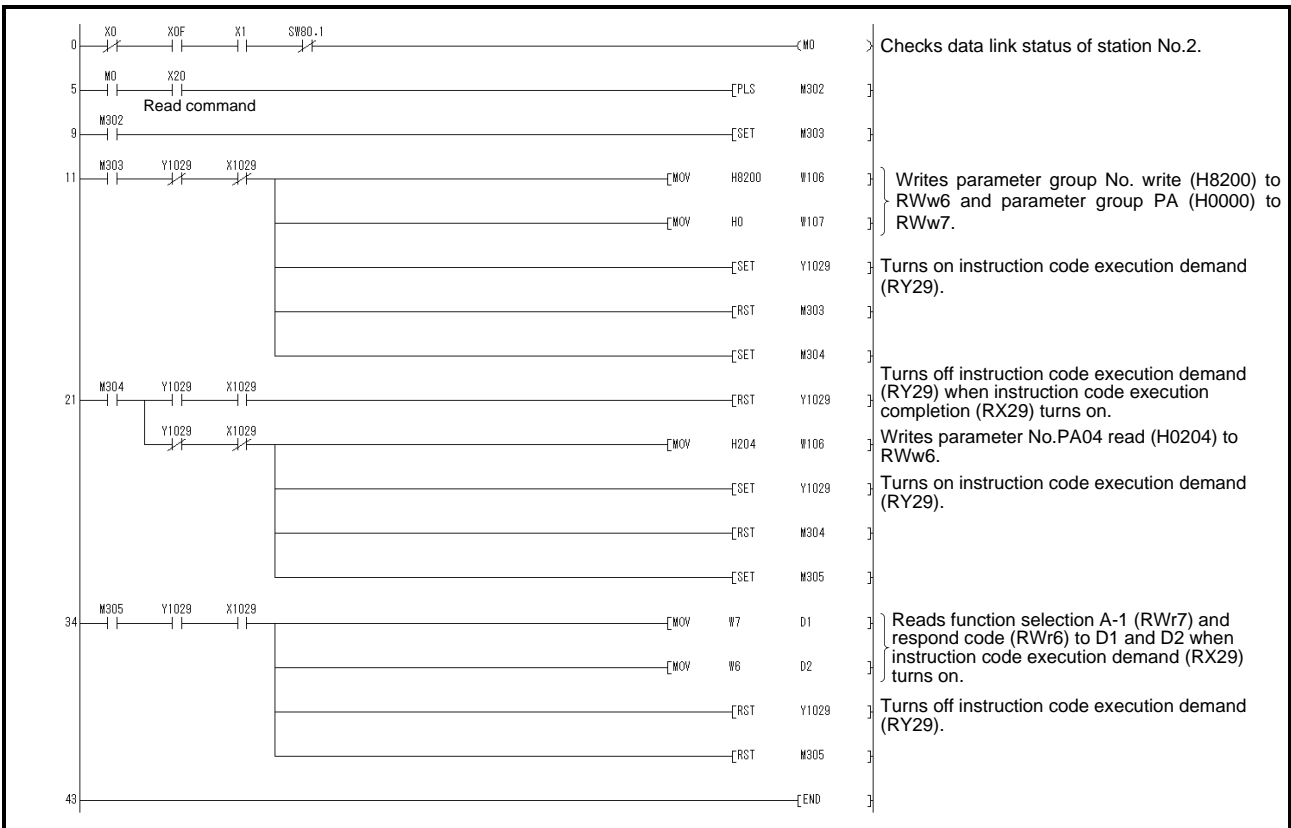 X0 X0F X1 SW80.1
0 (M0 ) Checks data link status of station No.2.
M0 X20
5 [PLS M302 ]
Read command
M302
9 [SET M303 ]
M303 Y1029 X1029
11 [MOV H8200 W106 ] Writes parameter group No. write (H8200) to
RWw6 and parameter group PA (H0000) to
[MOV H0 W107 ] RWw7.
[SET Y1029 ] Turns on instruction code execution demand
(RY29).
[RST M303 ]
[SET M304 ]
Turns off instruction code execution demand
M304 Y1029 X1029
21 [RST Y1029 ] (RY29) when instruction code execution
completion (RX29) turns on.
Y1029 X1029
[MOV H204 W106 ] Writes parameter No.PA04 read (H0204) to
RWw6.
[SET Y1029 ] Turns on instruction code execution demand
(RY29).
[RST M304 ]
[SET M305 ]
M305 Y1029 X1029
34 [MOV W7 D1 ] Reads function selection A-1 (RWr7) and
respond code (RWr6) to D1 and D2 when
[MOV W6 D2 ] instruction code execution demand (RX29)
turns on.
[RST Y1029 ] Turns off instruction code execution demand
(RY29).
[RST M305 ]
43 [END ]